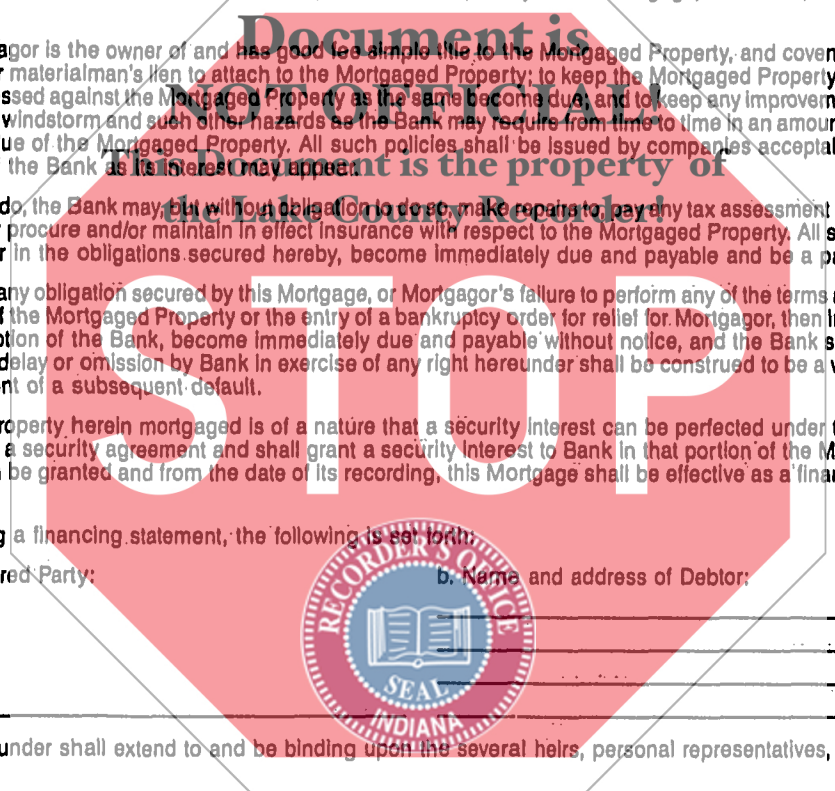 Document is
agor is the owner of and has good fee simple title to the Mortgaged Property, and coven
r materialman's lien to attach to the Mortgaged Property; to keep the Mortgaged Property
ssed against the Mortgaged Property as the same become due; and to keep any improvem
NOT OFFICIAL!
windstorm and such other hazards as the Bank may require from time to time in an amour
ue of the Mortgaged Property. All such policies shall be issued by companies acceptal
This Document is the property of
the Bank as its interest may appear.
do, the Bank may, but without obligation to do so, make repairs to, pay any tax assessment
the Lake County Recorder!
procure and/or maintain in effect insurance with respect to the Mortgaged Property. All s
r in the obligations secured hereby, become immediately due and payable and be a pa
STOP
any obligation secured by this Mortgage, or Mortgagor's failure to perform any of the terms
f the Mortgaged Property or the entry of a bankruptcy order for relief for Mortgagor, then i
otion of the Bank, become immediately due and payable without notice, and the Bank s
delay or omission by Bank in exercise of any right hereunder shall be construed to be a v
nt of a subsequent default.
roperty herein mortgaged is of a nature that a security interest can be perfected under
a security agreement and shall grant a security interest to Bank in that portion of the M
be granted and from the date of its recording, this Mortgage shall be effective as a finar
g a financing statement, the following is set forth:
red Party:
b. Name and address of Debtor:
RECORDER'S OFFICE
SEAL
INDIANA
under shall extend to and be binding upon the several heirs, personal representatives,